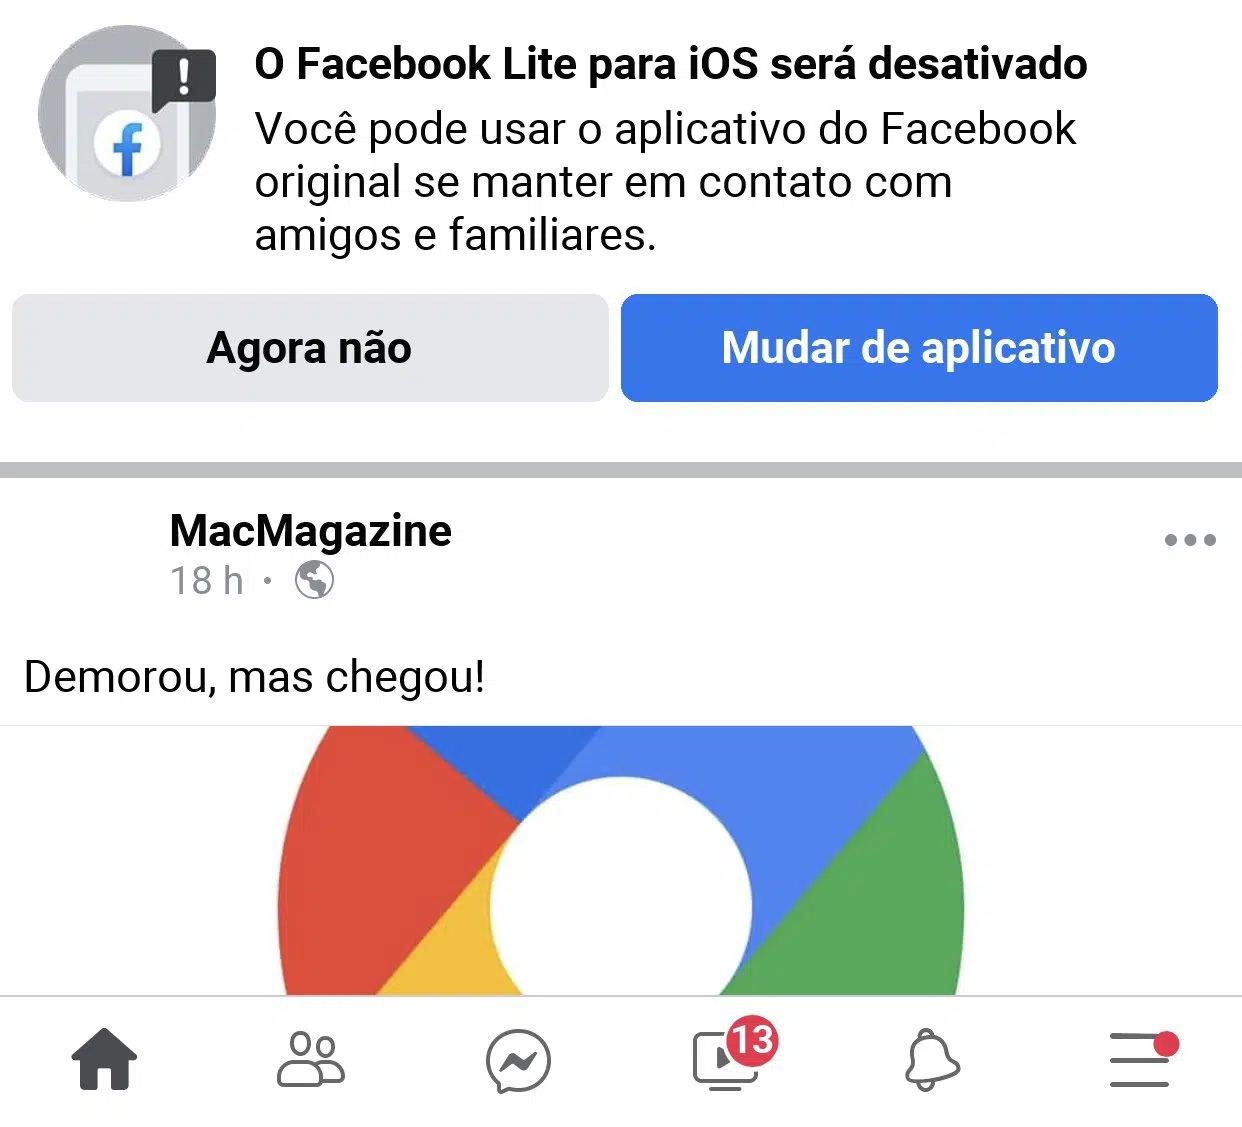 O Facebook Lite para iOS será desativado
Você pode usar o aplicativo do Facebook
original se manter em contato com
amigos e familiares.
Agora não
Mudar de aplicativo
MacMagazine
18 h ·
Demorou, mas chegou!
13